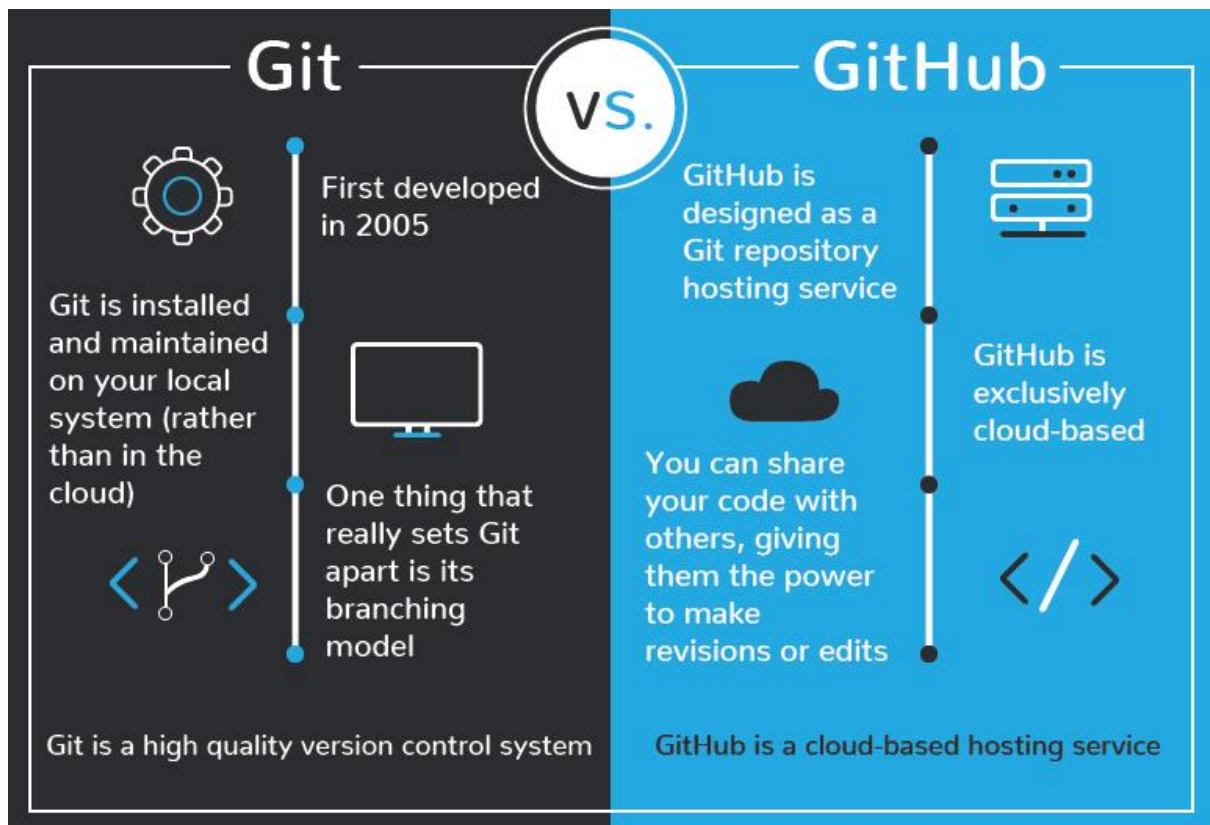 Git
vs.
GitHub
First developed
in 2005
Git is installed
and maintained
on your local
system (rather
than in the
cloud)
One thing that
really sets Git
apart is its
branching
model
Git is a high quality version control system
GitHub is
designed as a
Git repository
hosting service
GitHub is
exclusively
cloud-based
You can share
your code with
others, giving
them the power
to make
revisions or edits
GitHub is a cloud-based hosting service